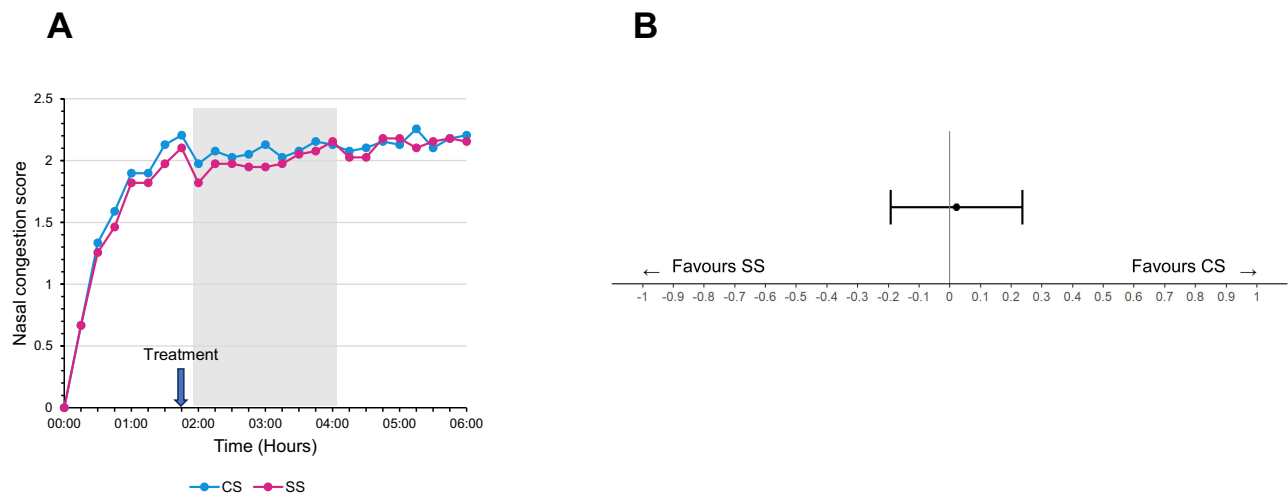 A
B
Nasal congestion score
2.5
2
1.5
1
0.5
0
Treatment
00:00 01:00 02:00 03:00 04:00 05:00 06:00
Time (Hours)
CS SS
← Favours SS Favours CS →
-1 -0.9 -0.8 -0.7 -0.6 -0.5 -0.4 -0.3 -0.2 -0.1 0 0.1 0.2 0.3 0.4 0.5 0.6 0.7 0.8 0.9 1